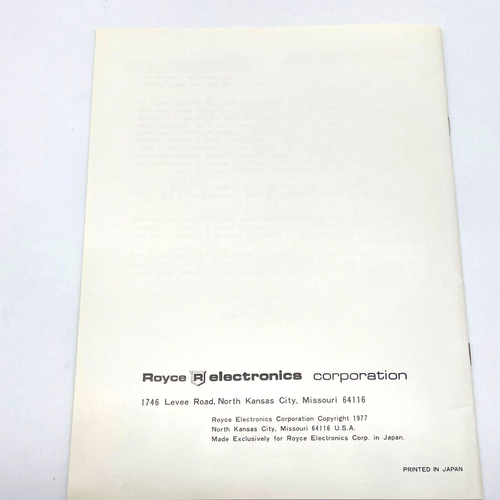 Royce R electronics corporation
1746 Levee Road, North Kansas City, Missouri 64116
Royce Electronics Corporation Copyright 1977
North Kansas City, Missouri 64116 U.S.A.
Made Exclusively for Royce Electronics Corp. in Japan.
PRINTED IN JAPAN